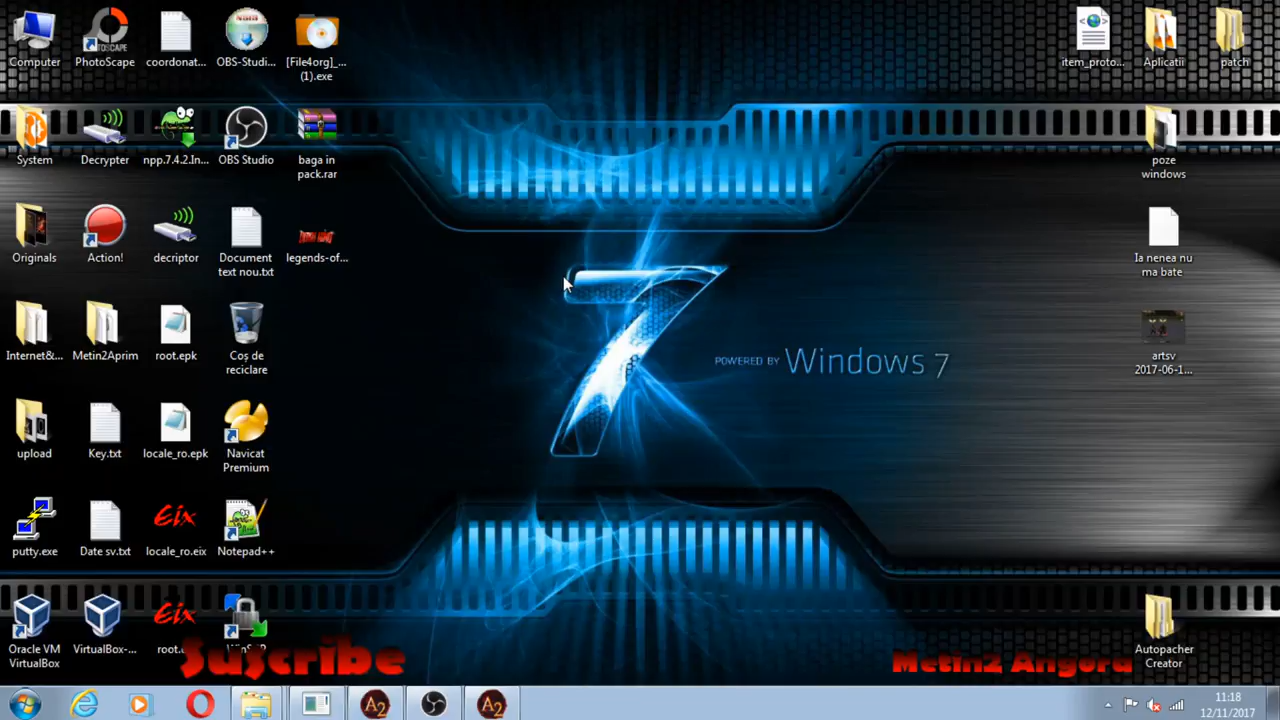 Computer
PhotoScape
coordonat...
OBS-Studi...
[File4org]_...
(1).exe
item_proto...
Aplicatii
patch
System
Decrypter
npp.7.4.2.In...
OBS Studio
baga in
pack.rar
poze
windows
Originals
Action!
decriptor
Document
text nou.txt
legends-of...
Ia nenea nu
ma bate
7
POWERED BY Windows 7
Internet&...
Metin2Aprim
root.epk
Coș de
reciclare
artsv
2017-06-1...
upload
Key.txt
locale_ro.epk
Navicat
Premium
Eix
putty.exe
Date sv.txt
locale_ro.eix
Notepad++
Eix
Oracle VM
VirtualBox
VirtualBox-...
Suscribe
Metin2 Angora
Autopacher
Creator
11:18
12/11/2017